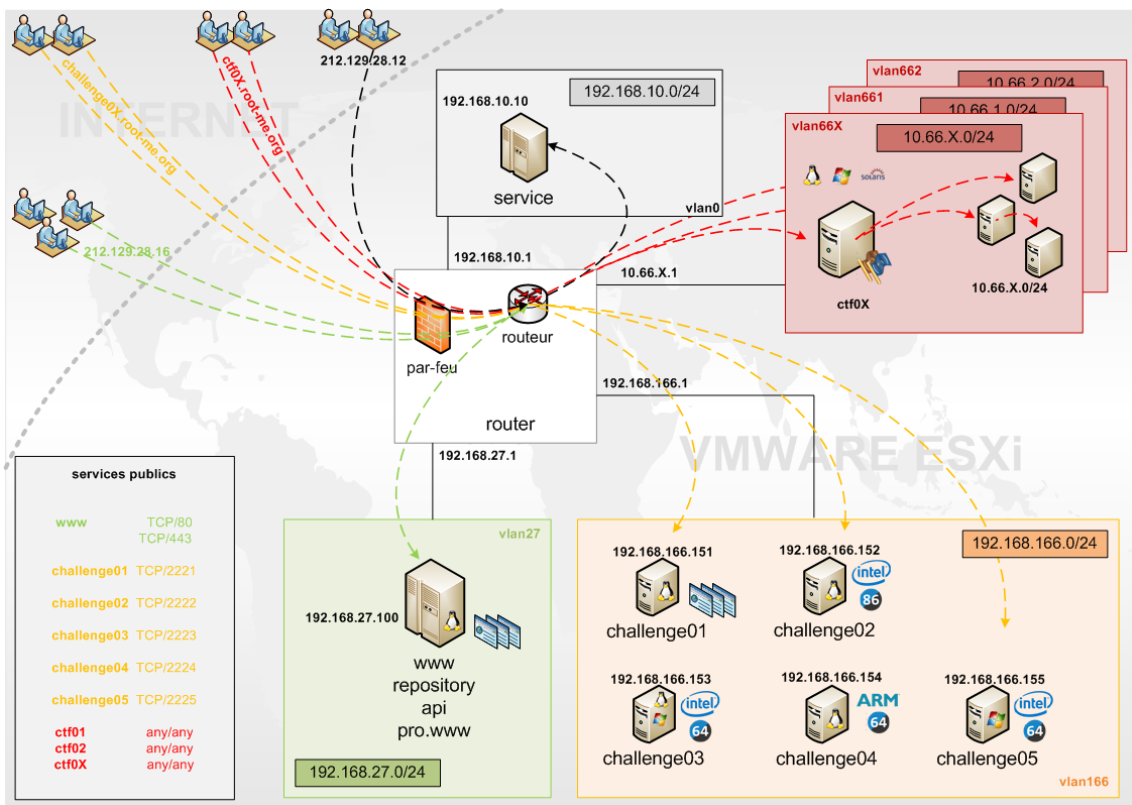 INTERNET
challenge0X.root-me.org
ctf0X.root-me.org
212.129.28.12
212.129.28.16
192.168.10.10
192.168.10.0/24
service
vlan0
192.168.10.1
vlan662
10.66.2.0/24
vlan661
10.66.1.0/24
vlan66X
10.66.X.0/24
solaris
ctf0X
10.66.X.0/24
10.66.X.1
par-feu
routeur
router
192.168.166.1
192.168.27.1
VMWARE ESXi
services publics
www TCP/80
TCP/443
challenge01 TCP/2221
challenge02 TCP/2222
challenge03 TCP/2223
challenge04 TCP/2224
challenge05 TCP/2225
ctf01 any/any
ctf02 any/any
ctf0X any/any
vlan27
192.168.27.100
www
repository
api
pro.www
192.168.27.0/24
192.168.166.0/24
192.168.166.151
challenge01
192.168.166.152
intel
86
challenge02
192.168.166.153
intel
64
challenge03
192.168.166.154
ARM
64
challenge04
192.168.166.155
intel
64
challenge05
vlan166